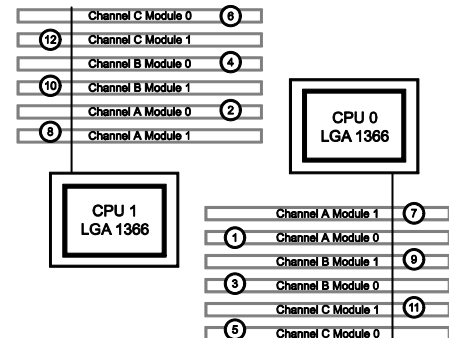 Channel C Module 0 6
12 Channel C Module 1
Channel B Module 0 4
10 Channel B Module 1
Channel A Module 0 2
8 Channel A Module 1
CPU 0
LGA 1366
CPU 1
LGA 1366
Channel A Module 1 7
1 Channel A Module 0
Channel B Module 1 9
3 Channel B Module 0
Channel C Module 1 11
5 Channel C Module 0